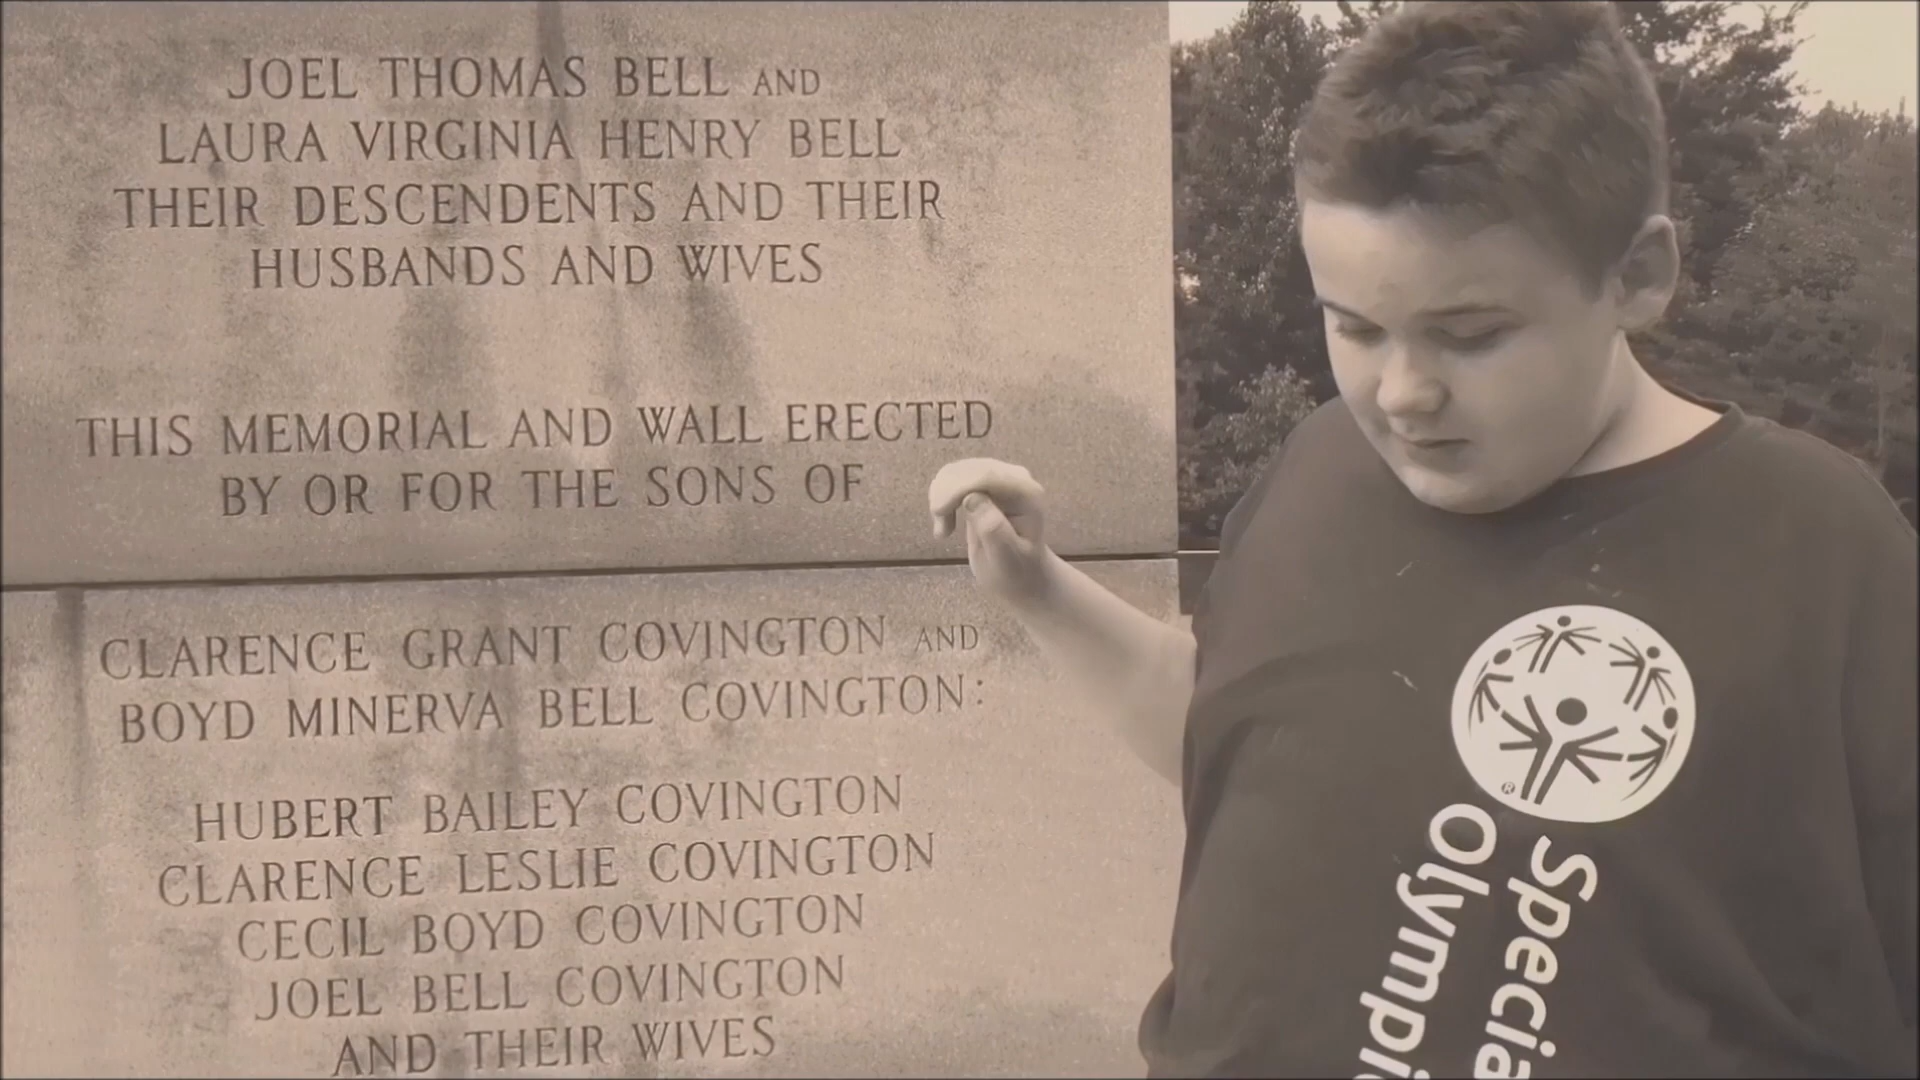 JOEL THOMAS BELL AND
LAURA VIRGINIA HENRY BELL
THEIR DESCENDENTS AND THEIR
HUSBANDS AND WIVES
THIS MEMORIAL AND WALL ERECTED
BY OR FOR THE SONS OF
CLARENCE GRANT COVINGTON AND
BOYD MINERVA BELL COVINGTON:
HUBERT BAILEY COVINGTON
CLARENCE LESLIE COVINGTON
CECIL BOYD COVINGTON
JOEL BELL COVINGTON
AND THEIR WIVES
®
Special
Olympi